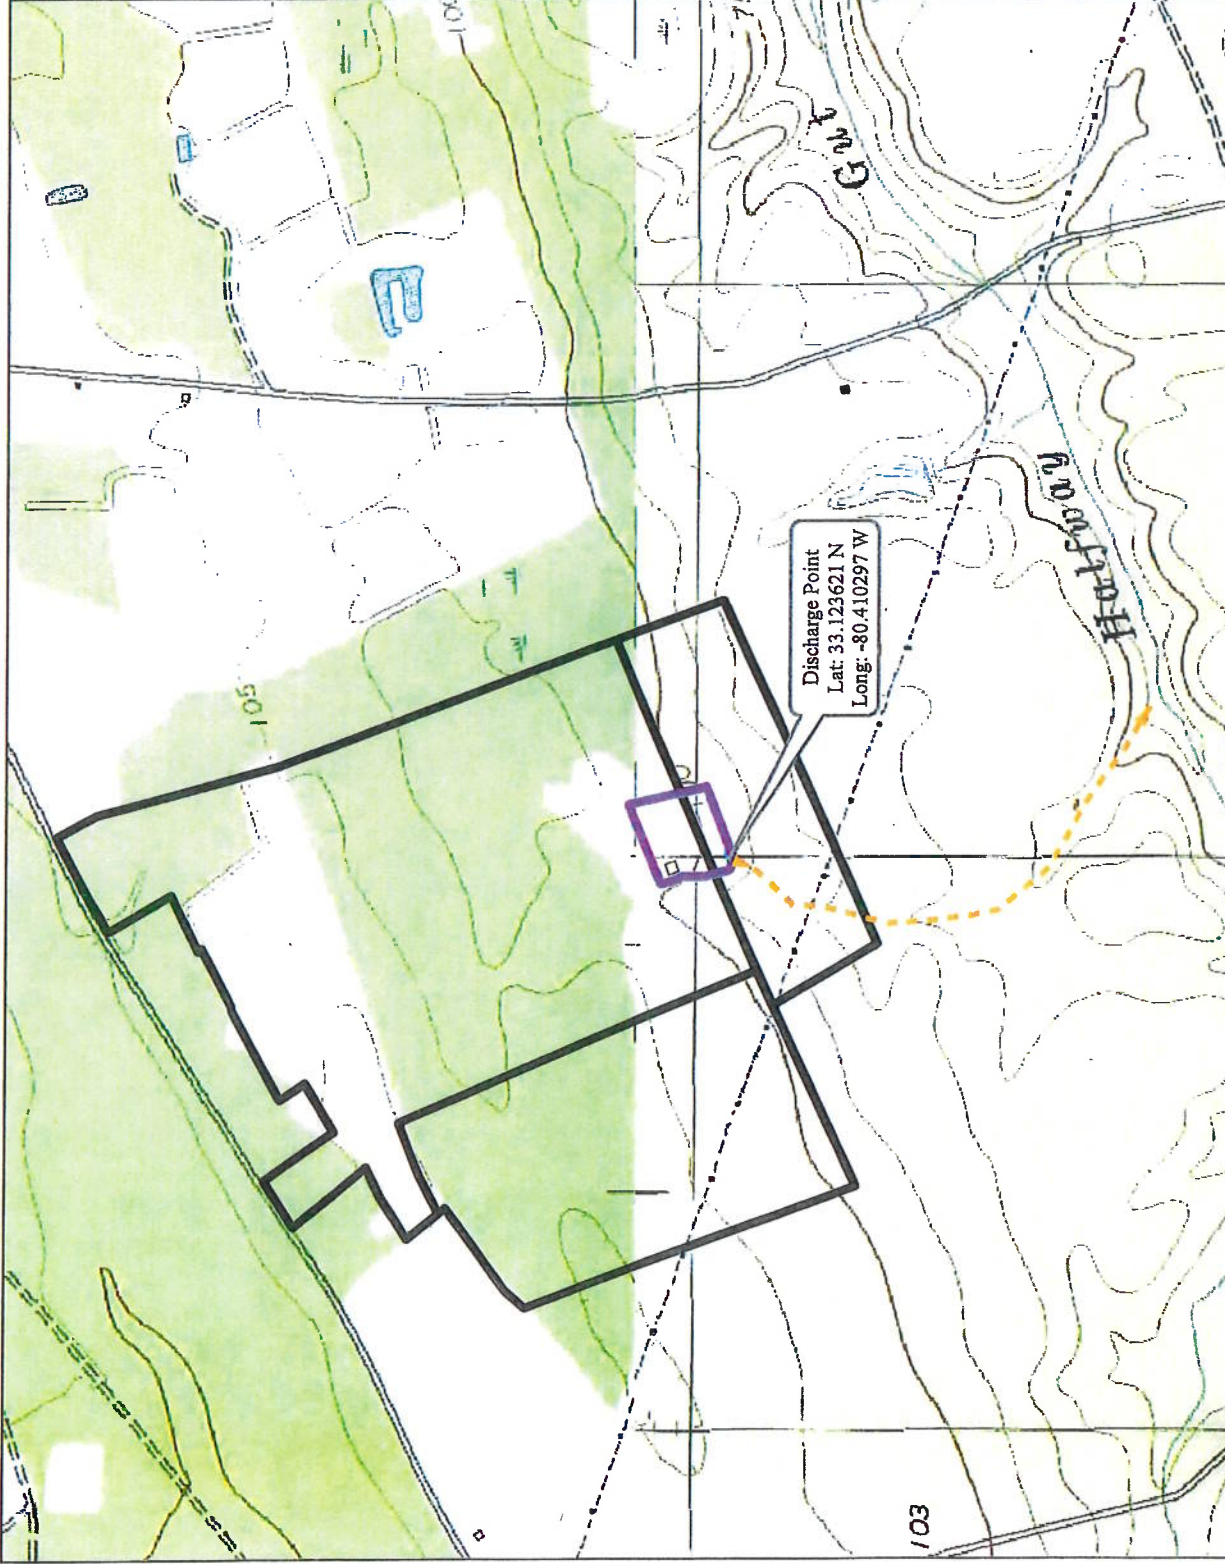 Gut
Halfway
Discharge Point
Lat: 33.123621 N
Long: -80.410297 W
105
103